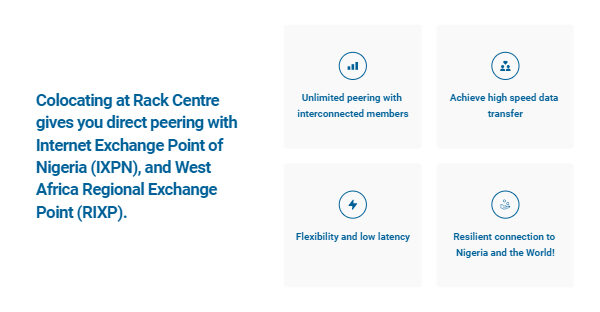 Colocating at Rack Centre
gives you direct peering with
Internet Exchange Point of
Nigeria (IXPN), and West
Africa Regional Exchange
Point (RIXP).
Unlimited peering with
interconnected members
Achieve high speed data
transfer
Flexibility and low latency
Resilient connection to
Nigeria and the World!